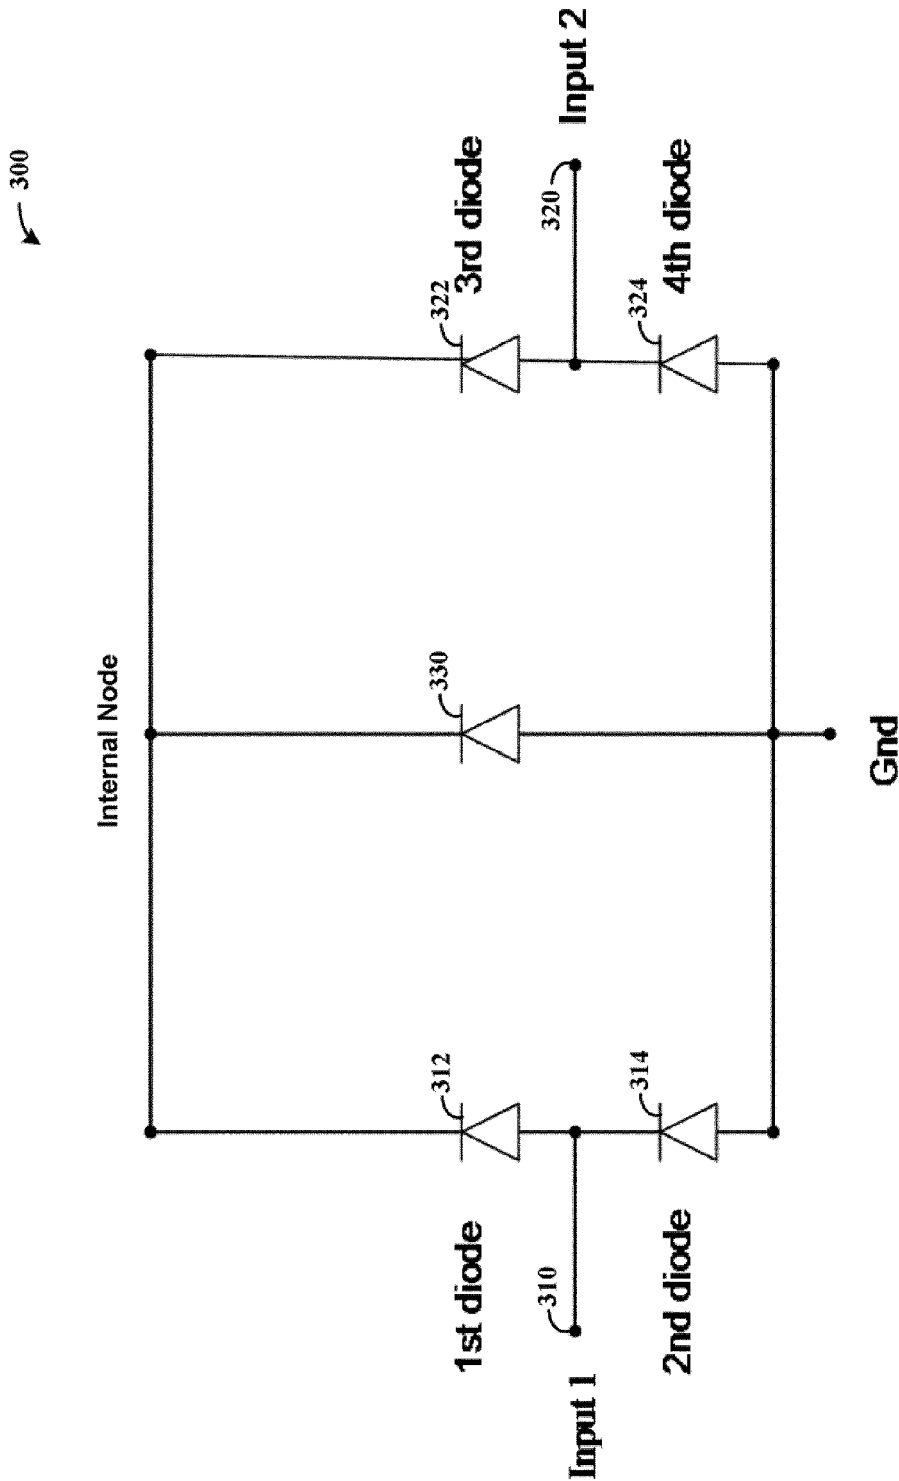 300
Internal Node
312
330
322
1st diode
3rd diode
Input 1
310
320
Input 2
314
324
2nd diode
4th diode
Gnd